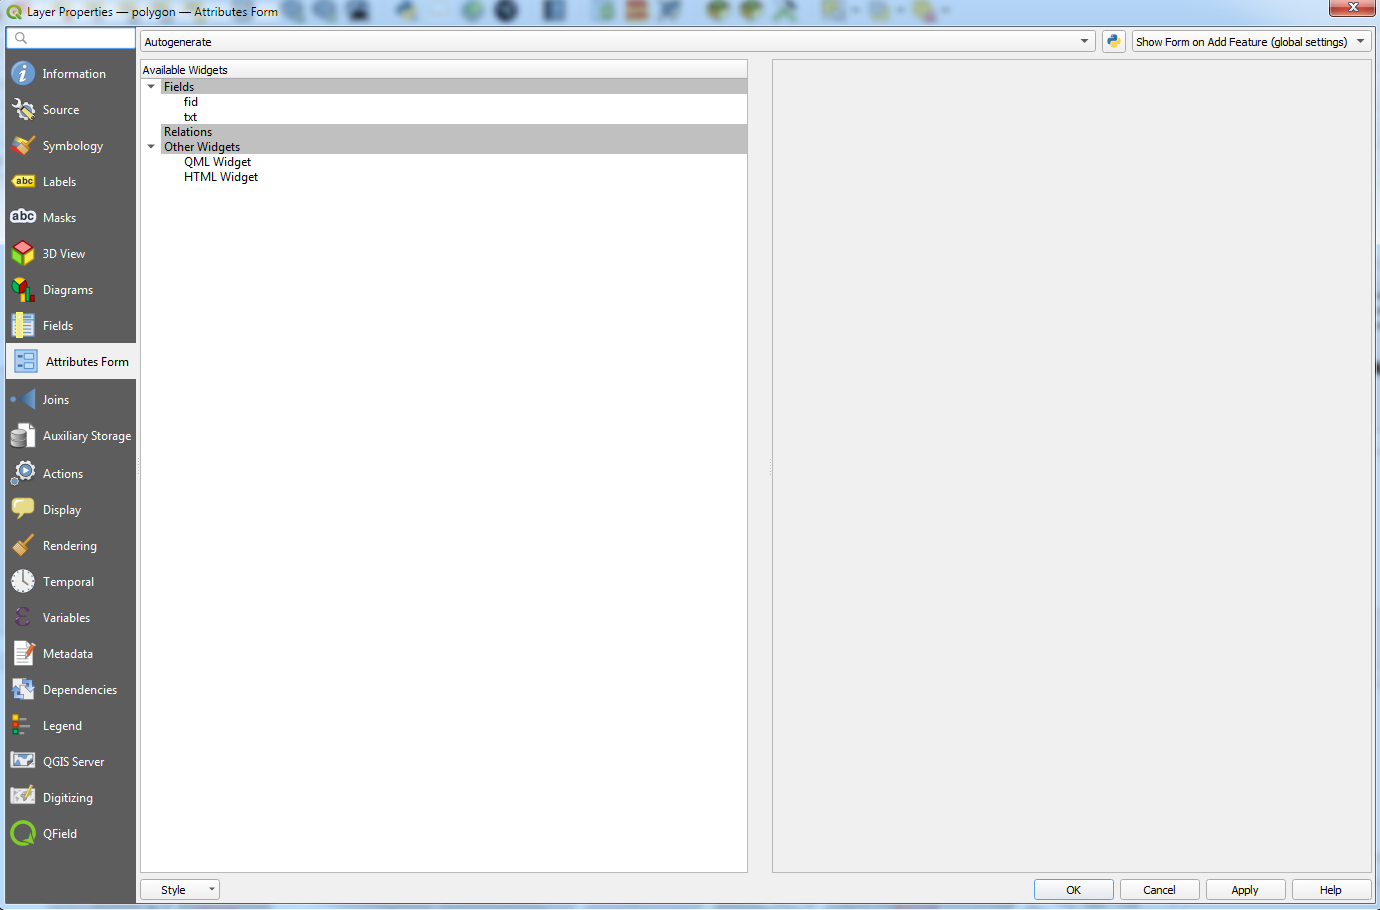 Layer Properties — polygon — Attributes Form
Autogenerate
Show Form on Add Feature (global settings)
Information
Source
Symbology
abc Labels
abc Masks
3D View
Diagrams
Fields
Attributes Form
Joins
Auxiliary Storage
Actions
Display
Rendering
Temporal
Variables
Metadata
Dependencies
Legend
QGIS Server
Digitizing
QField
Available Widgets
Fields
fid
txt
Relations
Other Widgets
QML Widget
HTML Widget
Style
OK
Cancel
Apply
Help